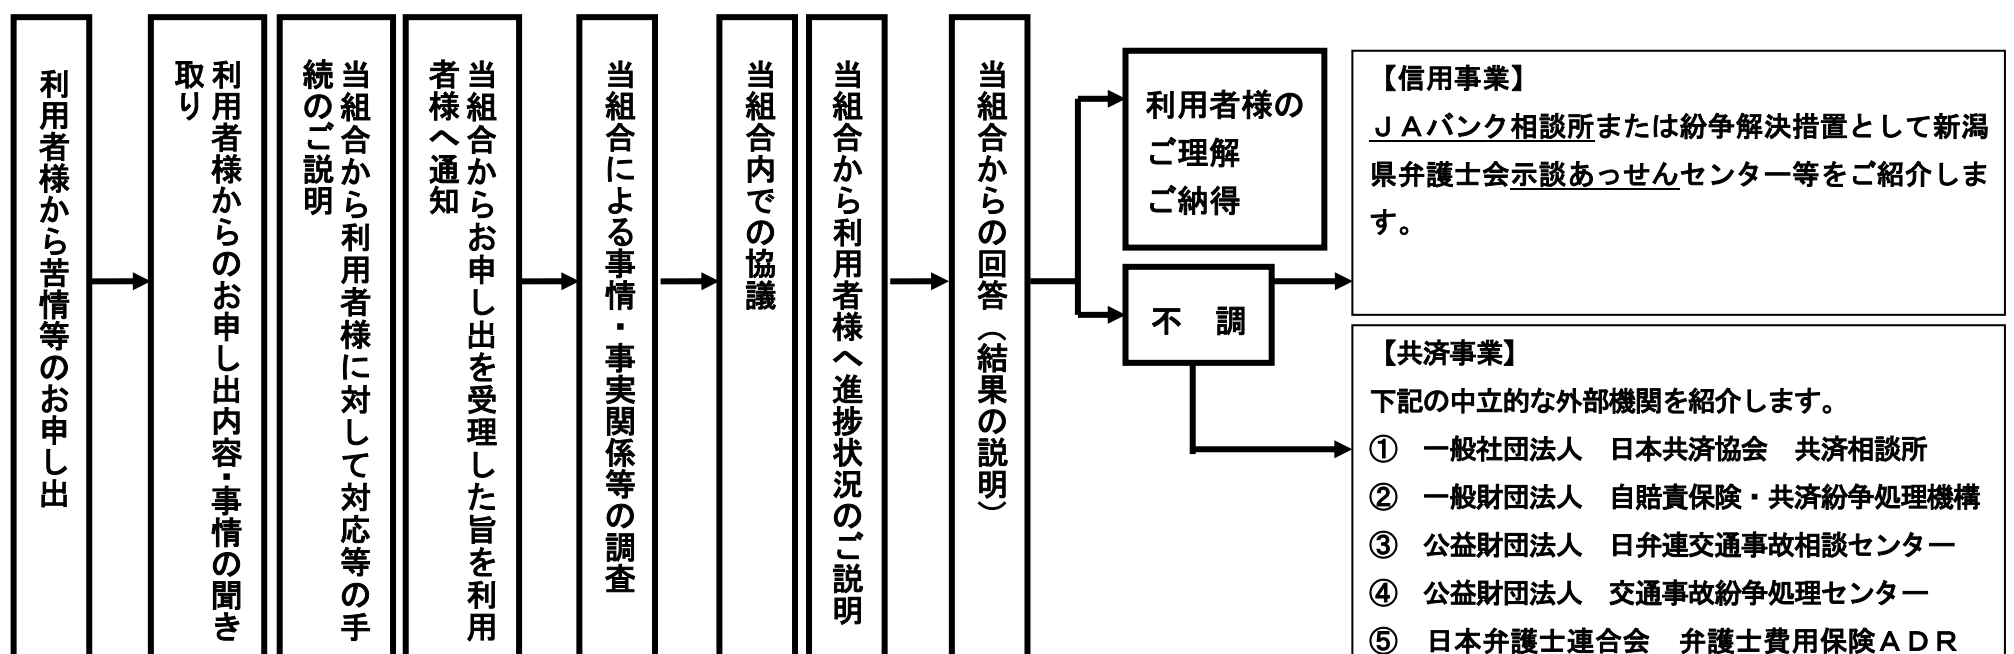 利用者様から苦情等のお申し出
利用者様からのお申し出内容・事情の聞き
取り
当組合から利用者様に対して対応等の手
続のご説明
当組合からお申し出を受理した旨を利用
者様へ通知
当組合による事情・事実関係等の調査
当組合内での協議
当組合から利用者様へ進捗状況のご説明
当組合からの回答（結果の説明）
利用者様の
ご理解
ご納得
不　調
【信用事業】
ＪＡバンク相談所または紛争解決措置として新潟
県弁護士会示談あっせんセンター等をご紹介しま
す。
【共済事業】
下記の中立的な外部機関を紹介します。
①　一般社団法人　日本共済協会　共済相談所
②　一般財団法人　自賠責保険・共済紛争処理機構
③　公益財団法人　日弁連交通事故相談センター
④　公益財団法人　交通事故紛争処理センター
⑤　日本弁護士連合会　弁護士費用保険ＡＤＲ